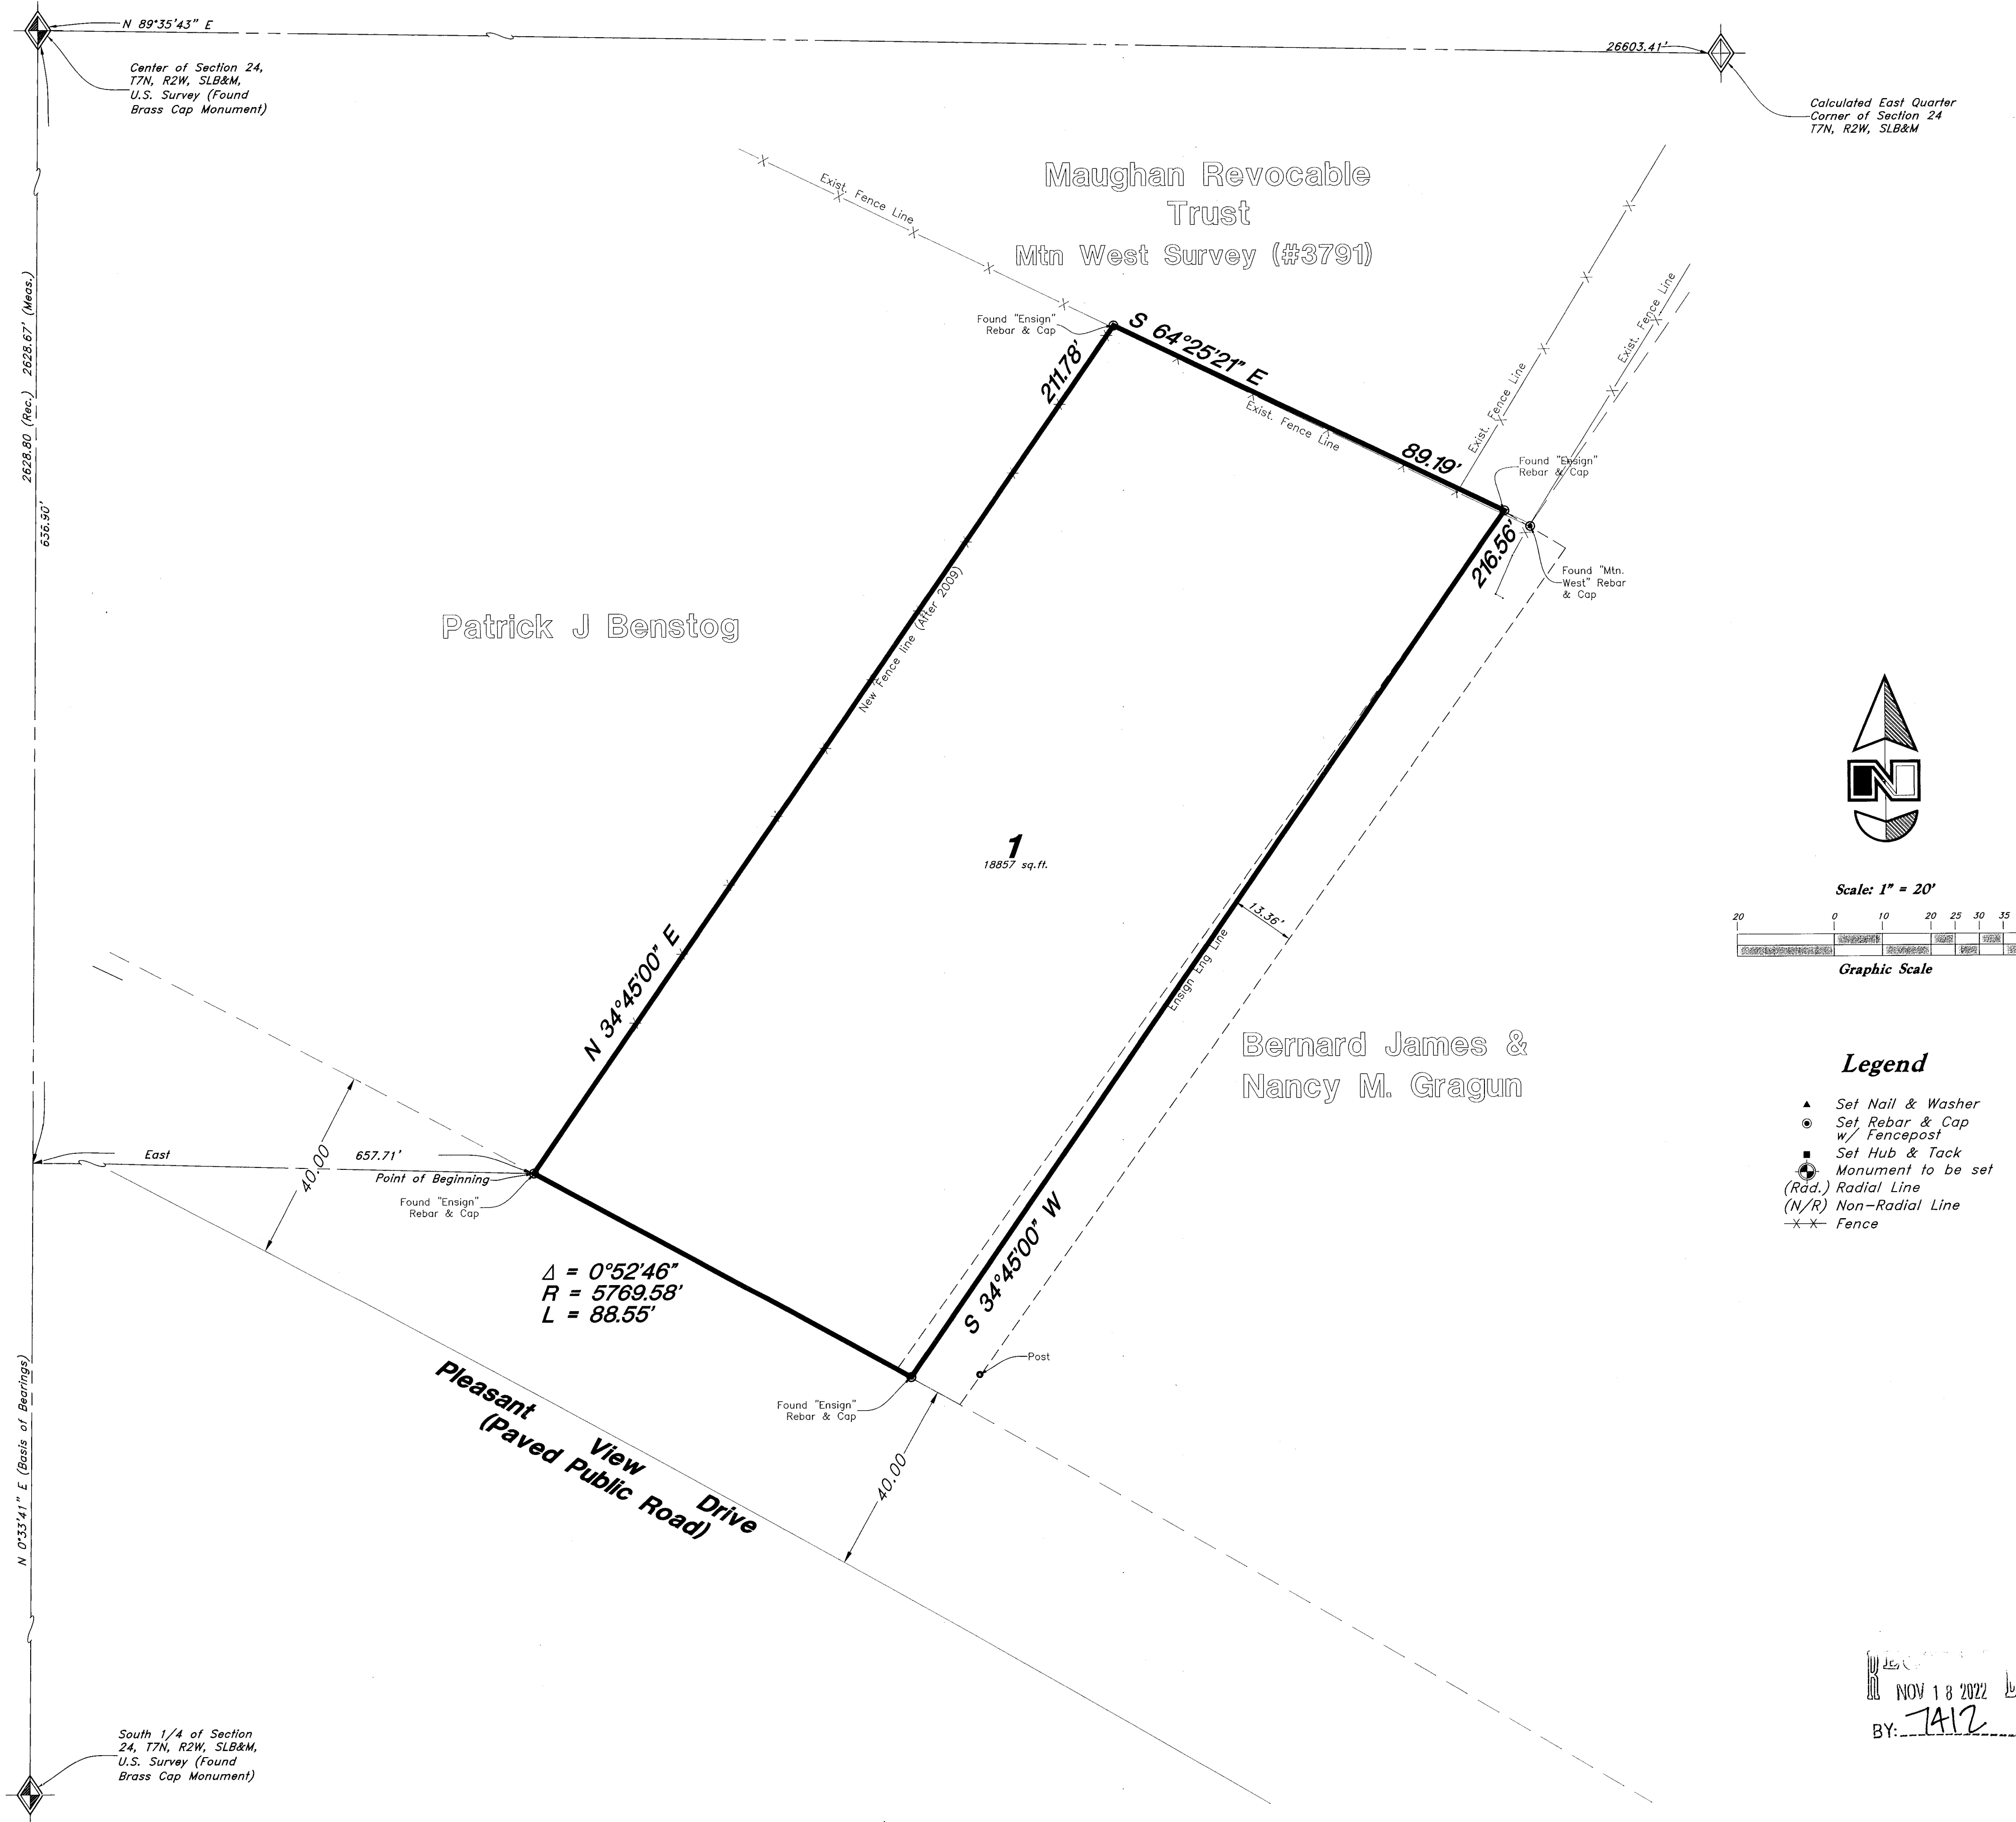 N 89°35'43" E
26603.41'
Center of Section 24,
T7N, R2W, SLB&M,
U.S. Survey (Found
Brass Cap Monument)
Calculated East Quarter
Corner of Section 24
T7N, R2W, SLB&M
Maughan Revocable
Trust
Mtn West Survey (#3791)
Exist. Fence Line
Found "Ensign"
Rebar & Cap
S 64°25'21" E
89.19'
Exist. Fence Line
Exist. Fence Line
Exist. Fence Line
Found "Ensign"
Rebar & Cap
Found "Mtn.
West" Rebar
& Cap
211.78'
216.56'
2628.80 (Rec.) 2628.67' (Meas.)
636.90'
Patrick J Benstog
New Fence line (After 2009)
N 34°45'00" E
1
18857 sq.ft.
13.36'
Ensign Eng Line
Scale: 1" = 20'
20 0 10 20 25 30 35
Graphic Scale
Bernard James &
Nancy M. Gragun
Legend
Set Nail & Washer
Set Rebar & Cap
w/ Fencepost
Set Hub & Tack
Monument to be set
(Rad.) Radial Line
(N/R) Non-Radial Line
Fence
East 657.71'
Point of Beginning
Found "Ensign"
Rebar & Cap
40.00
S 34°45'00" W
Δ = 0°52'46"
R = 5769.58'
L = 88.55'
Post
Found "Ensign"
Rebar & Cap
40.00
Pleasant View Drive
(Paved Public Road)
N 0°33'41" E (Basis of Bearings)
South 1/4 of Section
24, T7N, R2W, SLB&M,
U.S. Survey (Found
Brass Cap Monument)
NOV 18 2022
BY: 7412